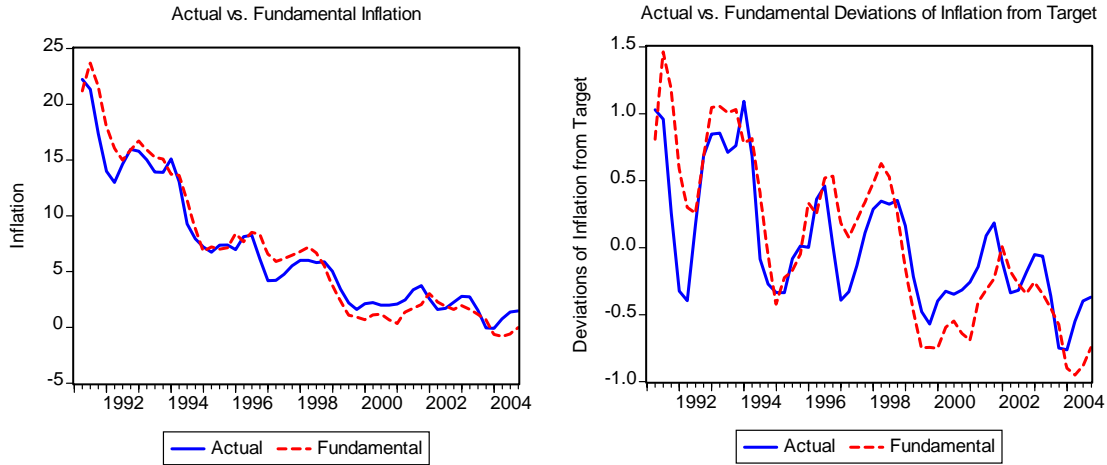 Actual vs. Fundamental Inflation
25
20
15
10
5
0
-5
Inflation
1992 1994 1996 1998 2000 2002 2004
Actual Fundamental
Actual vs. Fundamental Deviations of Inflation from Target
1.5
1.0
0.5
0.0
-0.5
-1.0
Deviations of Inflation from Target
1992 1994 1996 1998 2000 2002 2004
Actual Fundamental